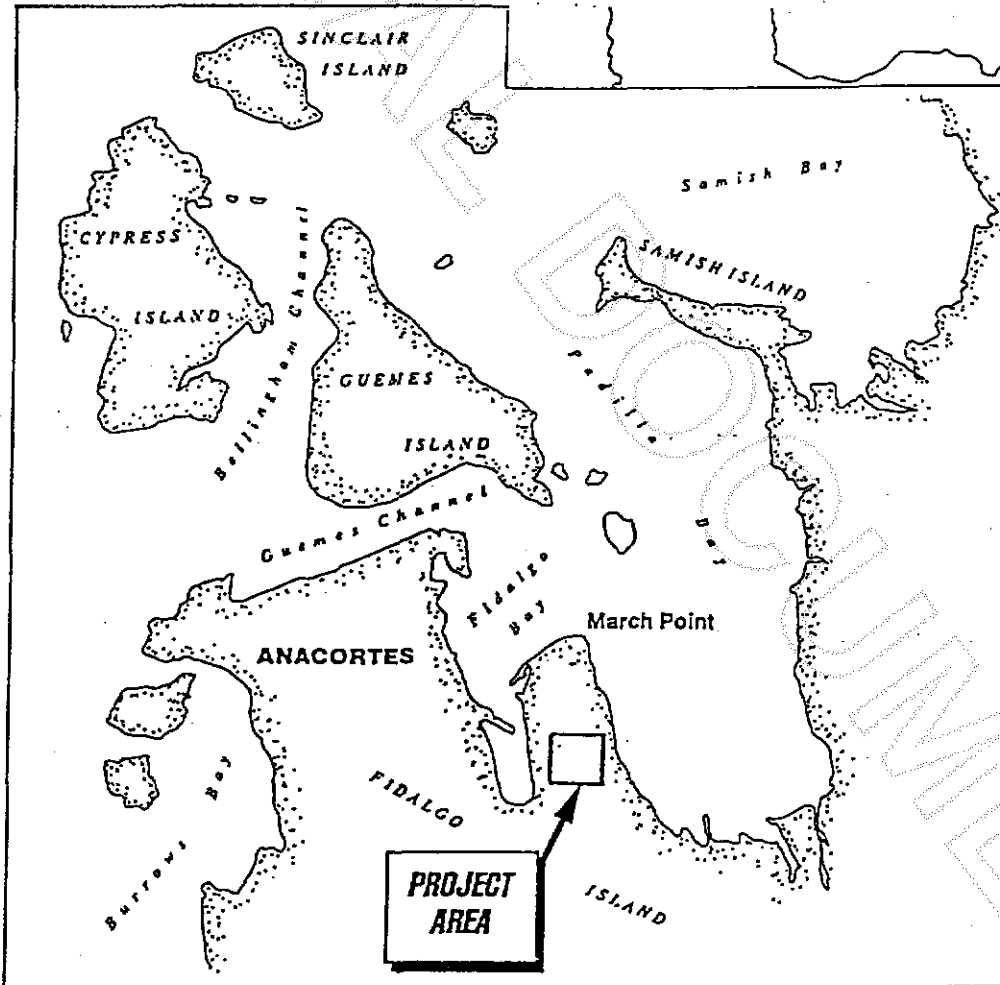 SINCLAIR
ISLAND
Samish Bay
CYPRESS
ISLAND
Bellingham Channel
SAMISH ISLAND
GUEMES
ISLAND
Padilla Bay
Guemes Channel
Fidalgo
Bay
March Point
ANACORTES
FIDALGO
ISLAND
Burrows Bay
PROJECT
AREA